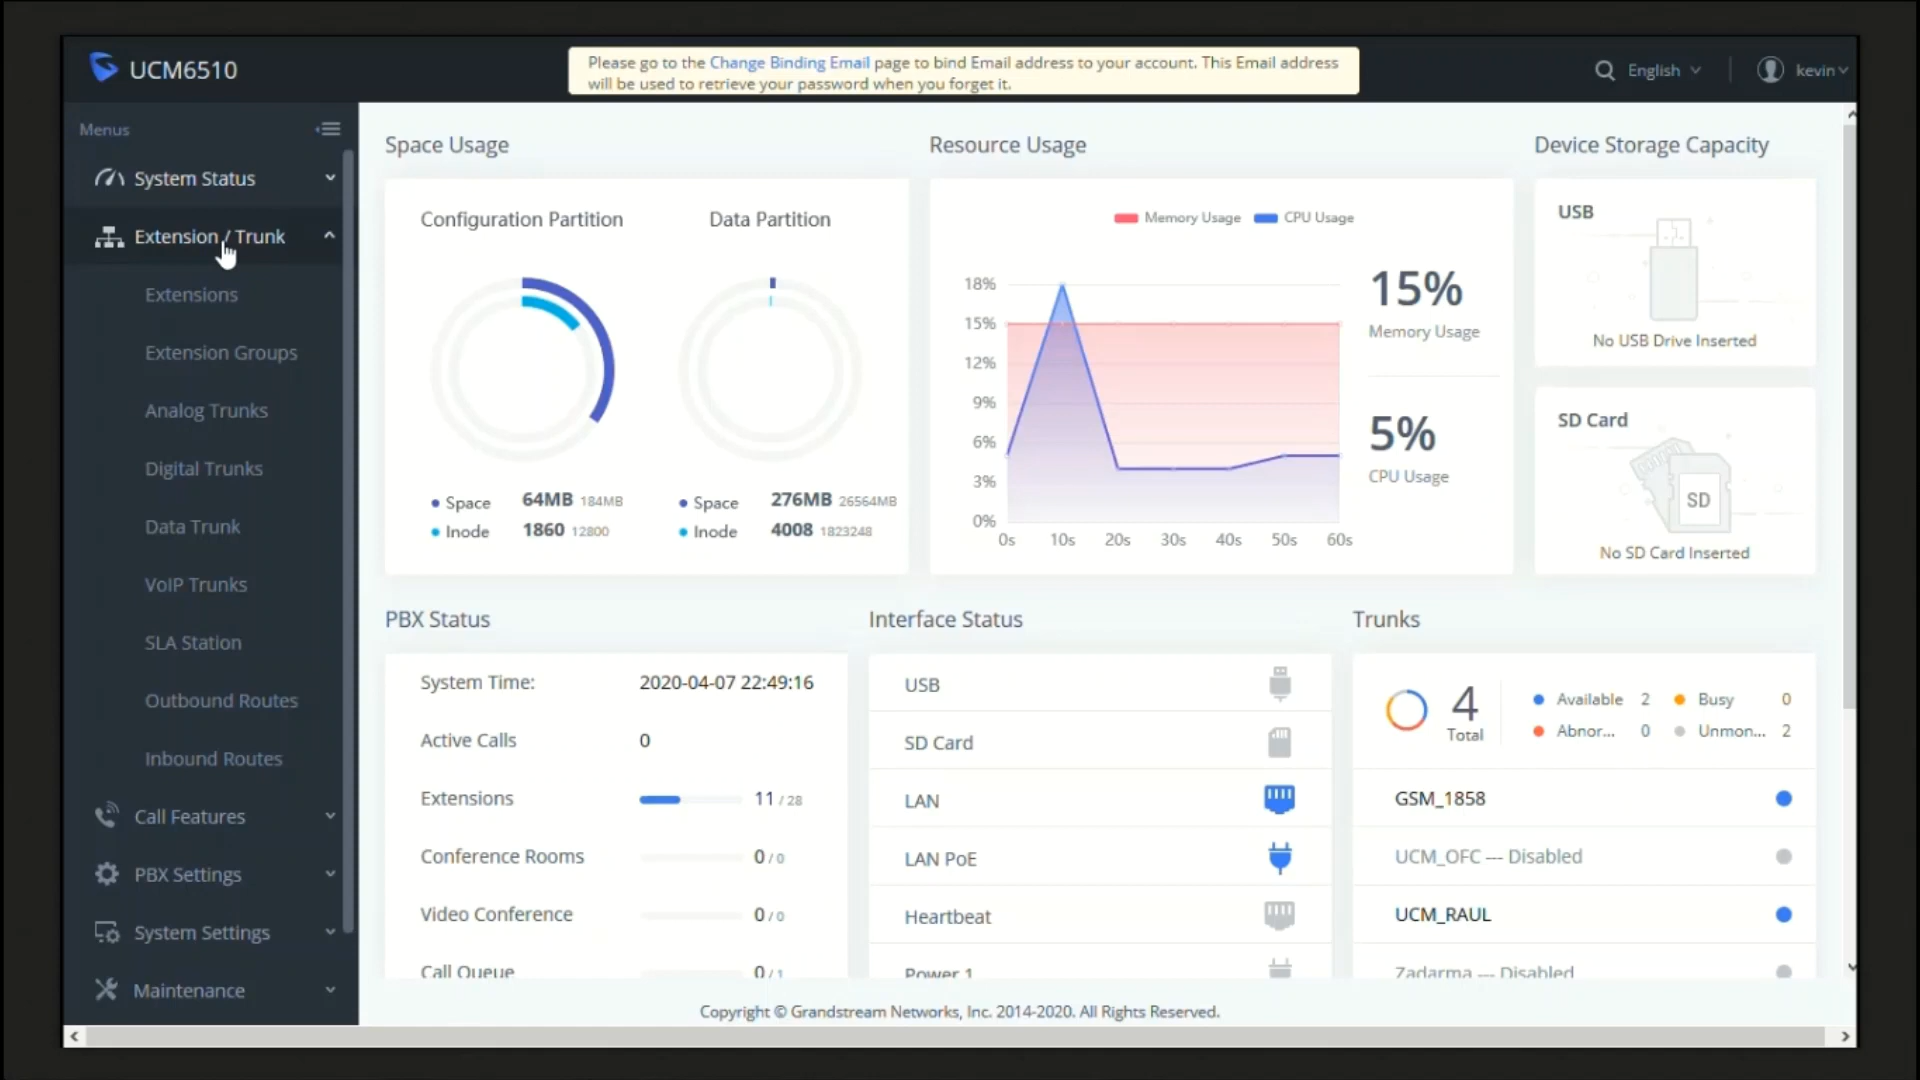 UCM6510
Please go to the Change Binding Email page to bind Email address to your account. This Email address
will be used to retrieve your password when you forget it.
English
kevin
Menus
System Status
Extension / Trunk
Extensions
Extension Groups
Analog Trunks
Digital Trunks
Data Trunk
VoIP Trunks
SLA Station
Outbound Routes
Inbound Routes
Call Features
PBX Settings
System Settings
Maintenance
Space Usage
Configuration Partition
Data Partition
Space 64MB 184MB
Inode 1860 12800
Space 276MB 26564MB
Inode 4008 1823248
Resource Usage
Memory Usage CPU Usage
18%
15%
12%
9%
6%
3%
0%
0s 10s 20s 30s 40s 50s 60s
15%
Memory Usage
5%
CPU Usage
Device Storage Capacity
USB
No USB Drive Inserted
SD Card
SD
No SD Card Inserted
PBX Status
System Time: 2020-04-07 22:49:16
Active Calls 0
Extensions 11 / 28
Conference Rooms 0 / 0
Video Conference 0 / 0
Call Queue 0 / 1
Interface Status
USB
SD Card
LAN
LAN PoE
Heartbeat
Power 1
Trunks
4
Total
Available 2 Busy 0
Abnor... 0 Unmon... 2
GSM_1858
UCM_OFC --- Disabled
UCM_RAUL
Zadarma --- Disabled
Copyright © Grandstream Networks, Inc. 2014-2020. All Rights Reserved.